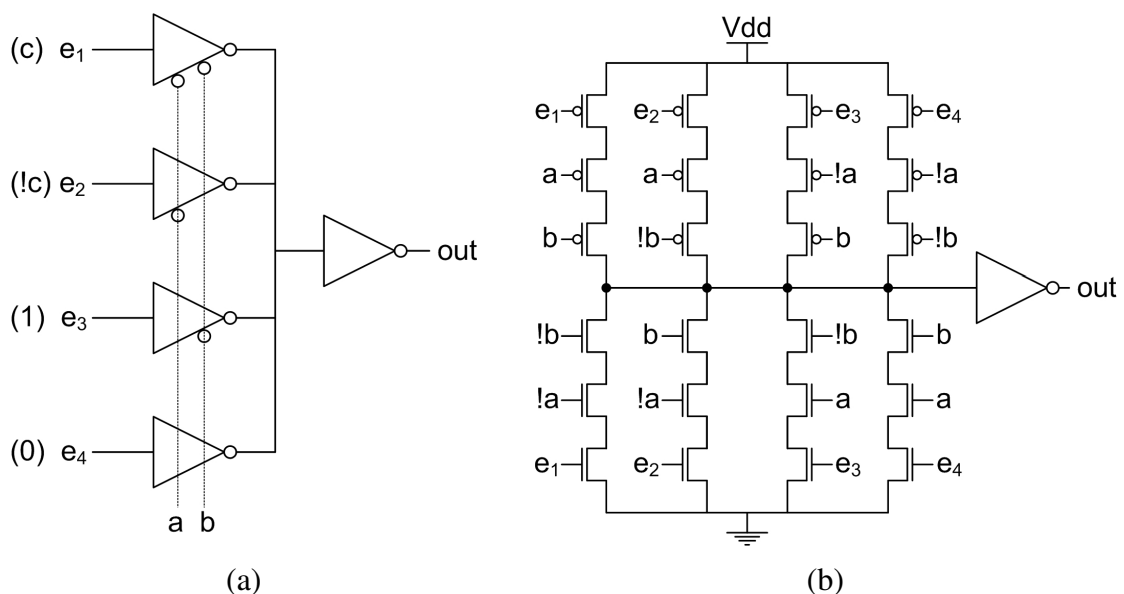 (c) e₁
(!c) e₂
(1) e₃
(0) e₄
a b
out
(a)
Vdd
e₁ e₂ e₃ e₄
a a !a !a
b !b b !b
out
!b b !b b
!a !a a a
e₁ e₂ e₃ e₄
(b)